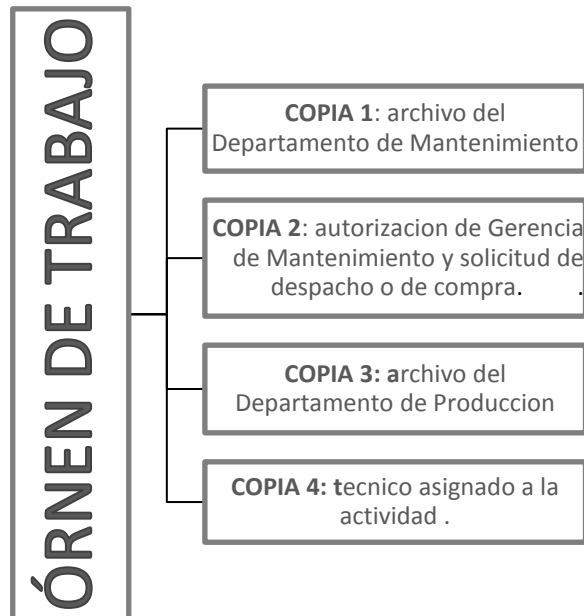 ÓRNEN DE TRABAJO
COPIA 1: archivo del
Departamento de Mantenimiento
COPIA 2: autorizacion de Gerencia
de Mantenimiento y solicitud de
despacho o de compra. .
COPIA 3: archivo del
Departamento de Produccion
COPIA 4: tecnico asignado a la
actividad .